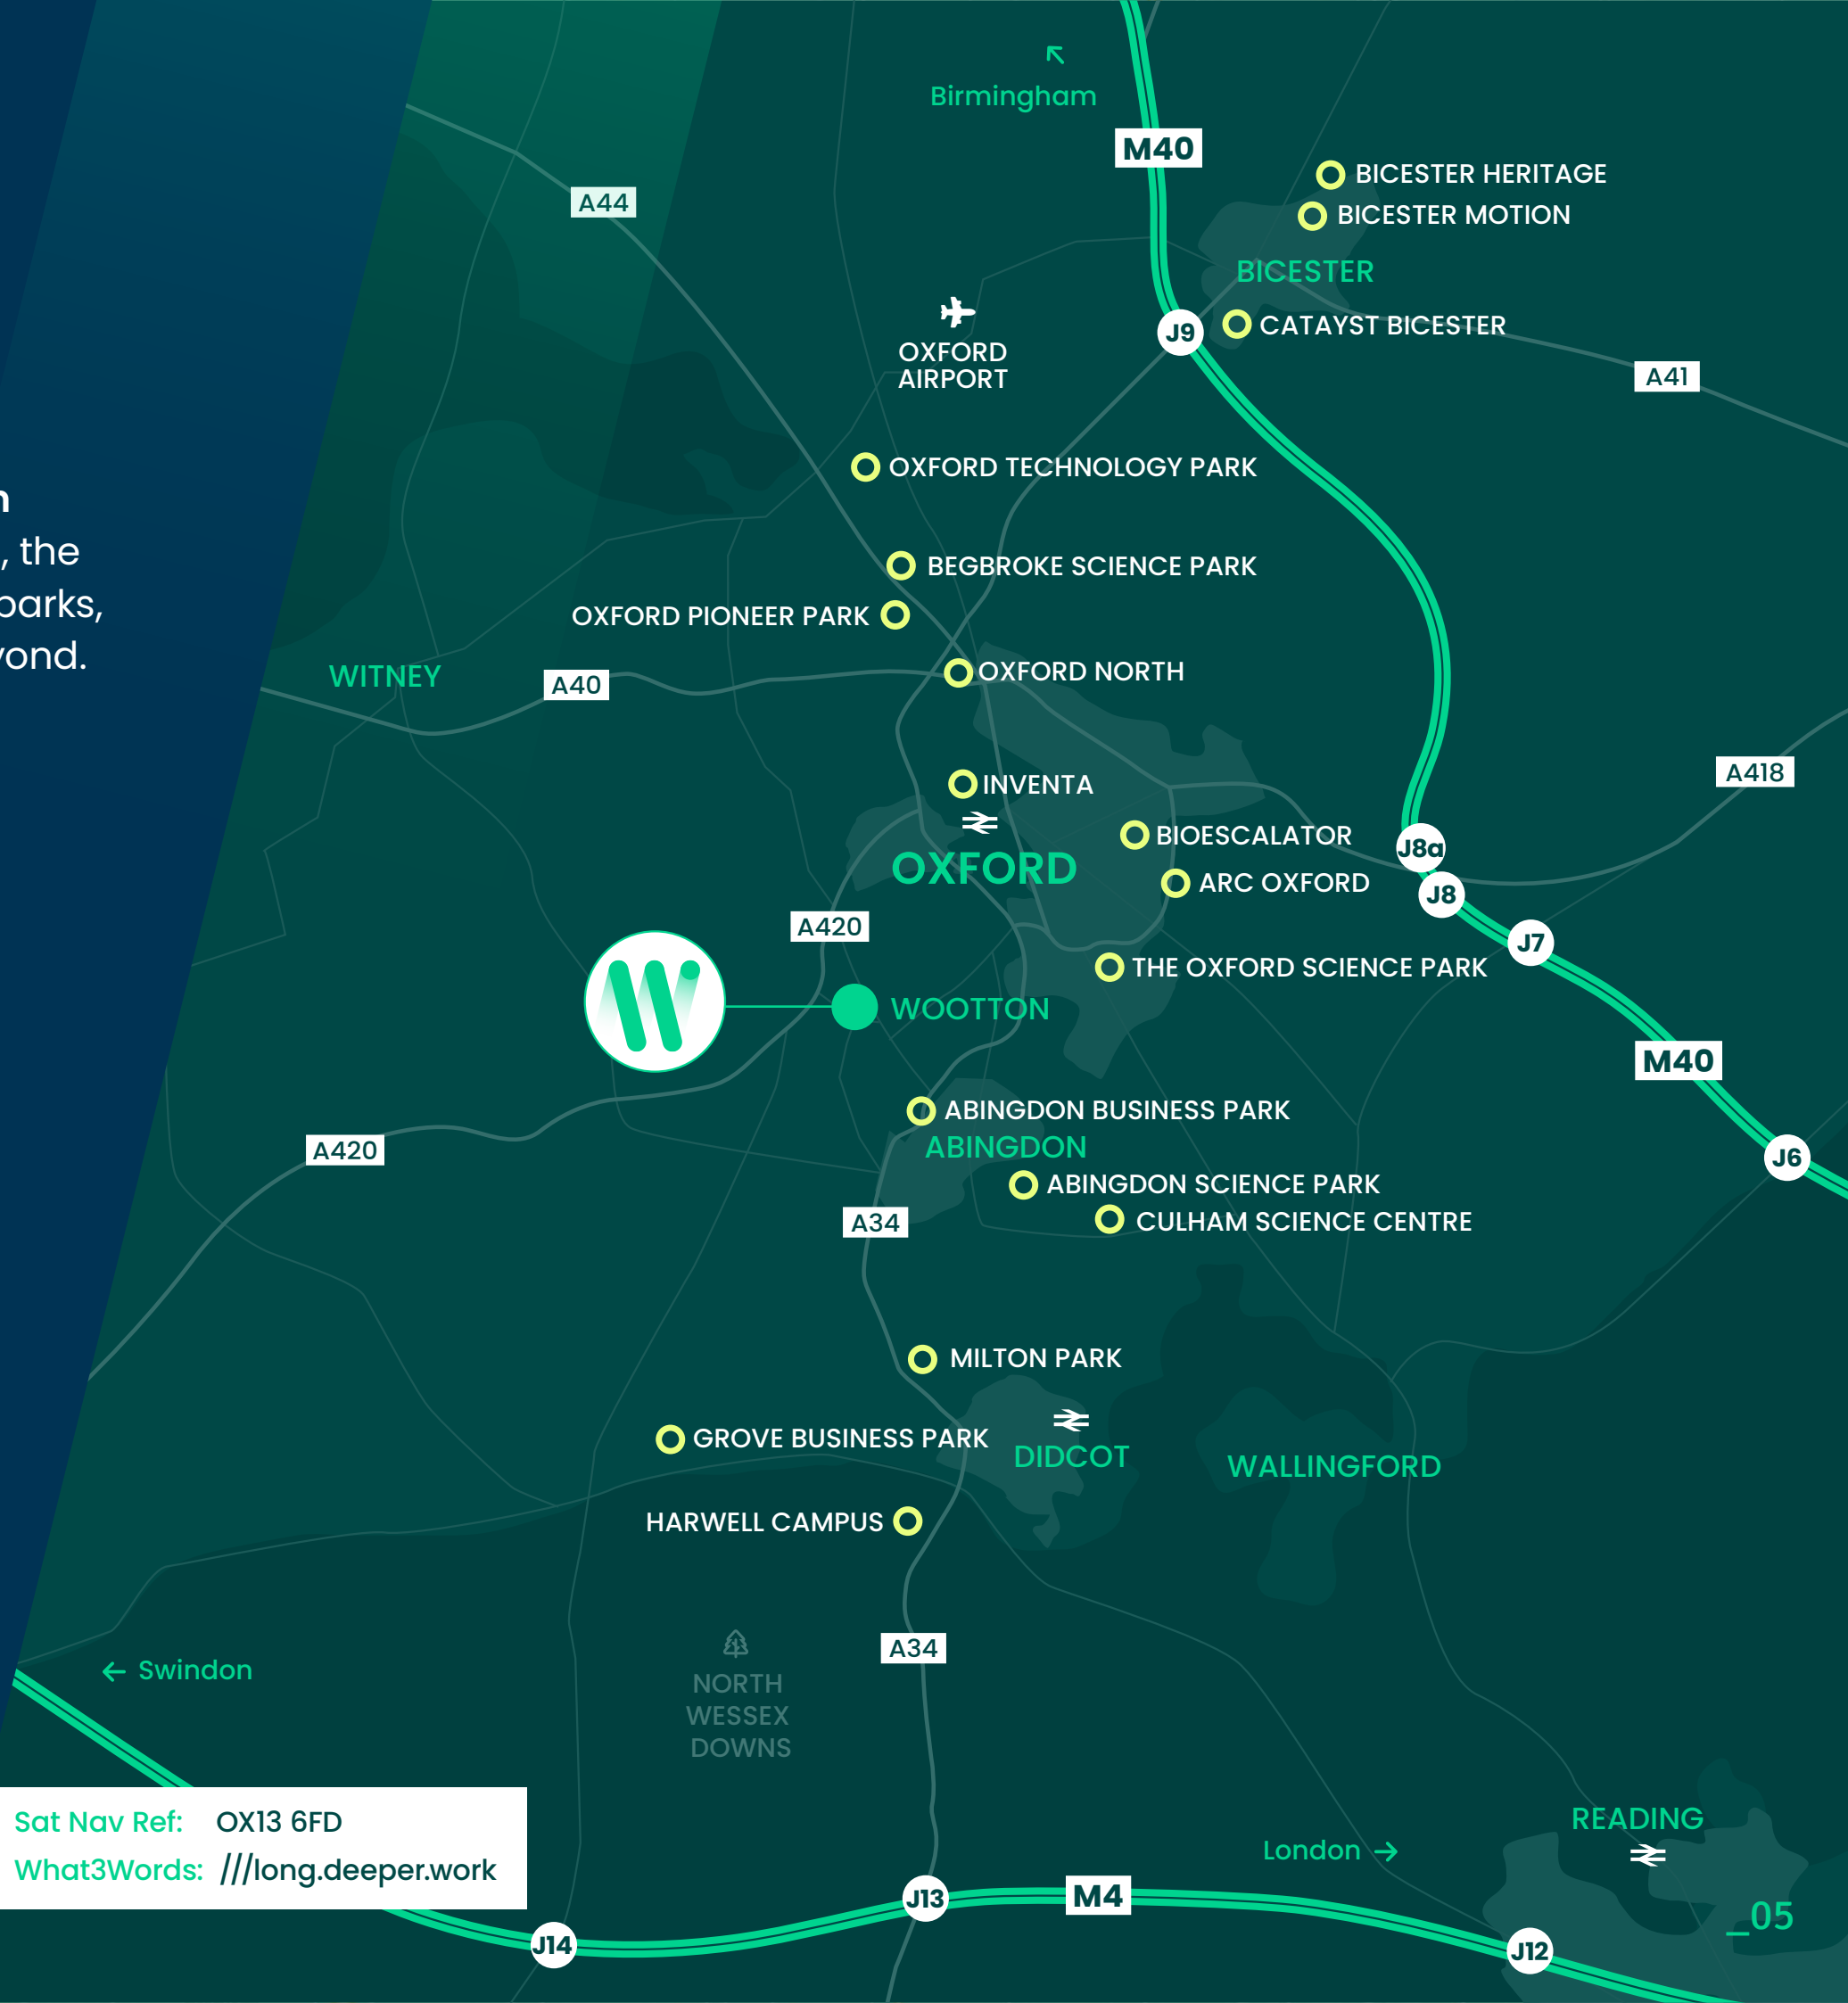 Birmingham
M40
BICESTER HERITAGE
BICESTER MOTION
A44
BICESTER
CATAYST BICESTER
J9
OXFORD
AIRPORT
A41
OXFORD TECHNOLOGY PARK
, the
parks,
BEGBROKE SCIENCE PARK
OXFORD PIONEER PARK
WITNEY
A40
OXFORD NORTH
A418
INVENTA
BIOESCALATOR
J8a
OXFORD
ARC OXFORD
J8
A420
J7
THE OXFORD SCIENCE PARK
W
WOOTTON
M40
ABINGDON BUSINESS PARK
A420
ABINGDON
J6
ABINGDON SCIENCE PARK
A34
CULHAM SCIENCE CENTRE
MILTON PARK
GROVE BUSINESS PARK
DIDCOT
WALLINGFORD
HARWELL CAMPUS
A34
← Swindon
NORTH
WESSEX
DOWNS
Sat Nav Ref: OX13 6FD
What3Words: ///long.deeper.work
READING
London →
J13
M4
_05
J14
J12